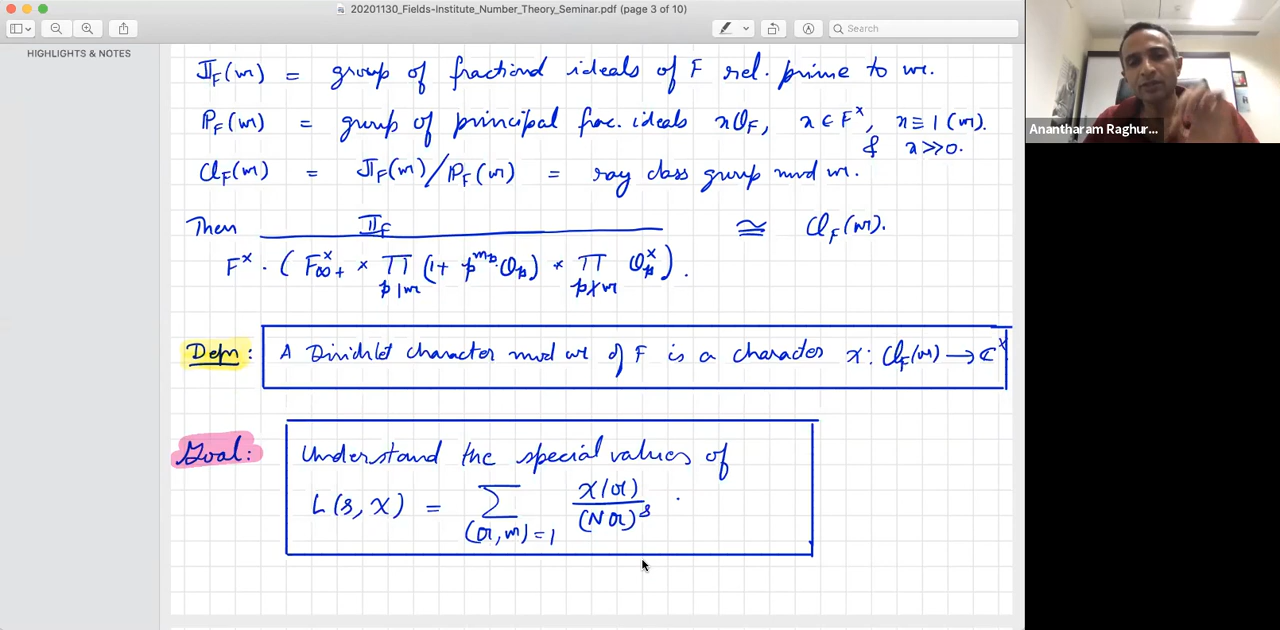 20201130_Fields-Institute_Number_Theory_Seminar.pdf (page 3 of 10)
Search
HIGHLIGHTS & NOTES
Anantharam Raghur...
𝕁_F(𝔪) = group of fractional ideals of F rel. prime to 𝔪.
ℙ_F(𝔪) = group of principal frac. ideals xO_F, x ∈ F^×, x ≡ 1 (𝔪).
& x >> 0.
Cl_F(𝔪) = 𝕁_F(𝔪)/ℙ_F(𝔪) = ray class group mod 𝔪.
Then 𝕀_F / F^× · (F_∞+^× × ∏_{p|𝔪} (1 + p^{m_p} O_p) × ∏_{p∤𝔪} O_p^×) . ≅ Cl_F(𝔪).
Defn: A Dirichlet character mod 𝔪 of F is a character χ: Cl_F(𝔪) → ℂ^×
Goal: Understand the special values of
L(s, χ) = ∑_{(𝔞,𝔪)=1} χ(𝔞) / (N𝔞)^s .